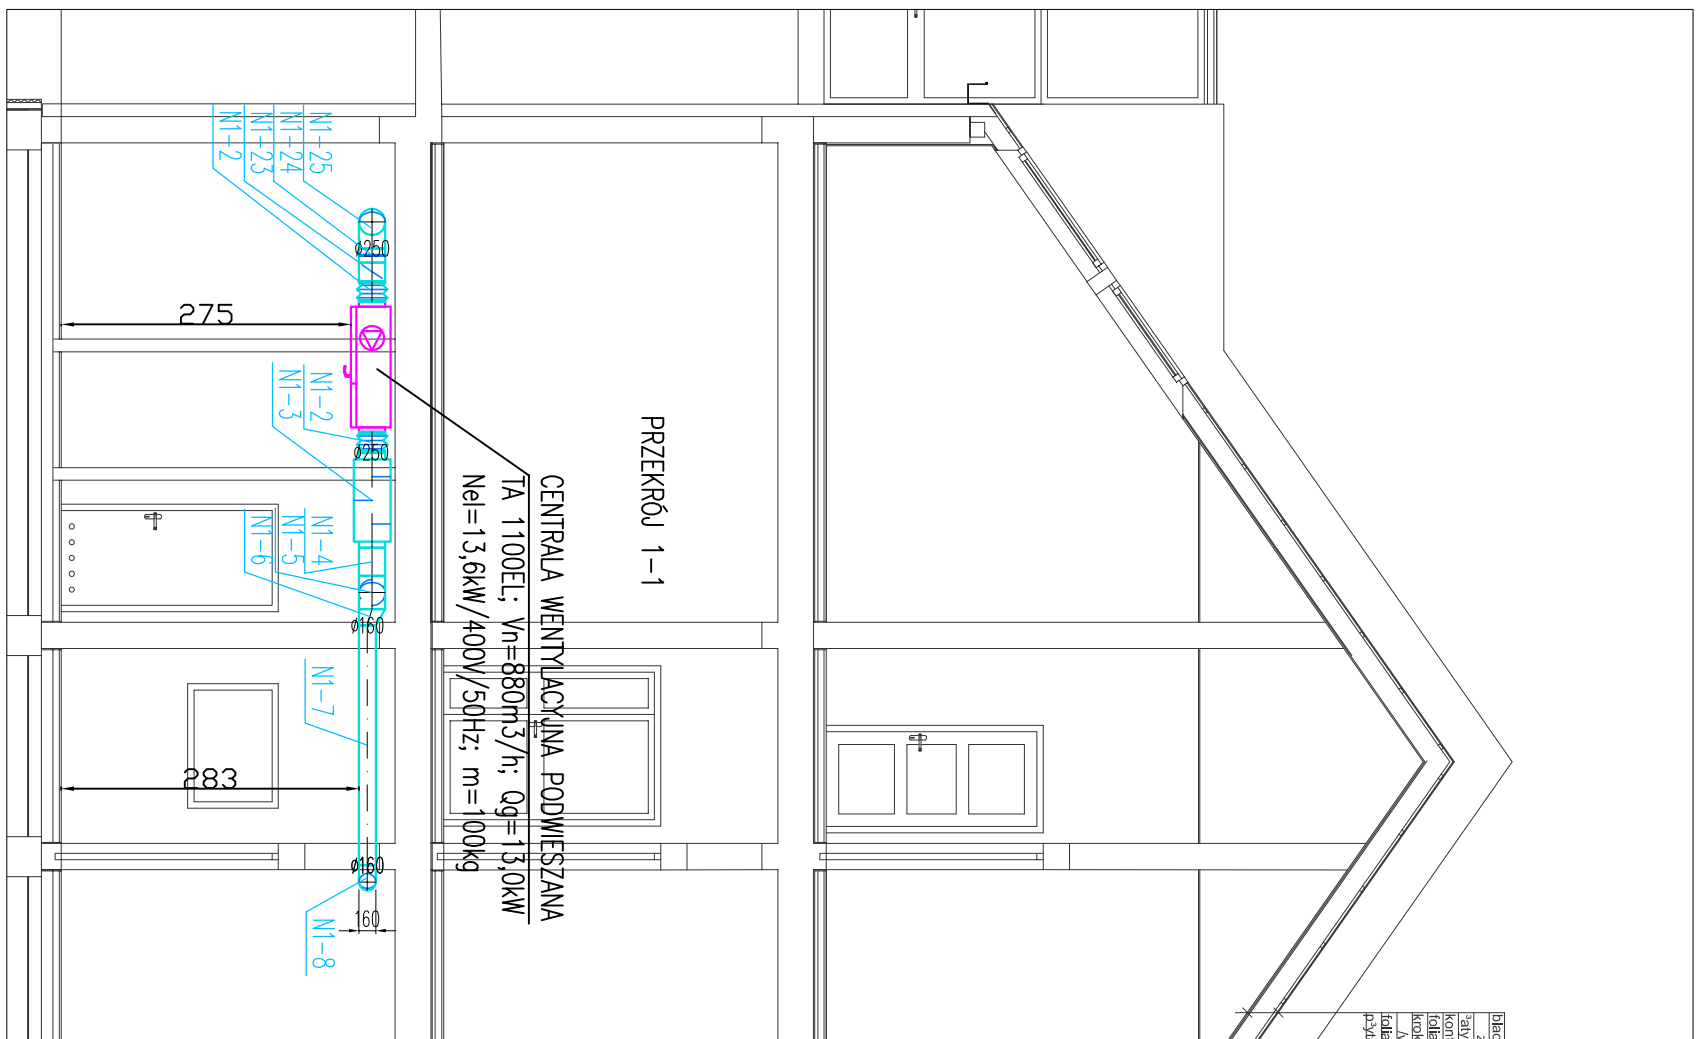 PRZEKRÓJ 1-1
CENTRALA WENTYLACYJNA PODWIESZANA
TA 1100EL; Vn=880m3/h; Qg=13,0kW
Nel=13,6kW/400V/50Hz; m=100kg
N1-25
N1-24
N1-23
N1-2
ø250
275
N1-2
N1-3
ø250
N1-4
N1-5
N1-6
ø160
N1-7
283
ø160
160
N1-8